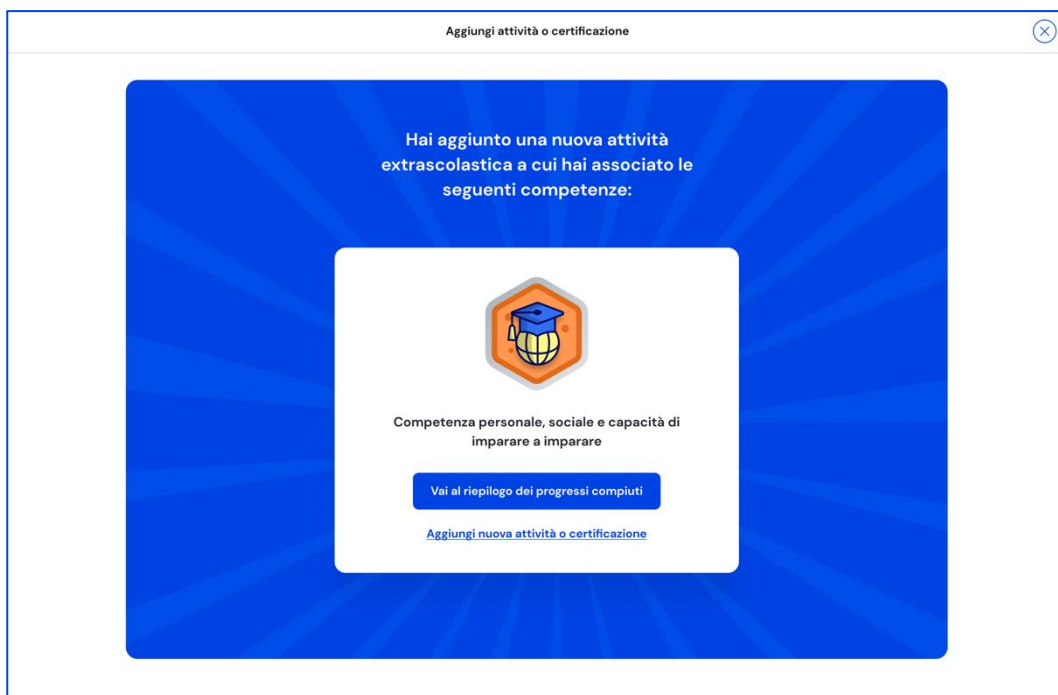 Aggiungi attività o certificazione
Hai aggiunto una nuova attività
extrascolastica a cui hai associato le
seguenti competenze:
Competenza personale, sociale e capacità di
imparare a imparare
Vai al riepilogo dei progressi compiuti
Aggiungi nuova attività o certificazione